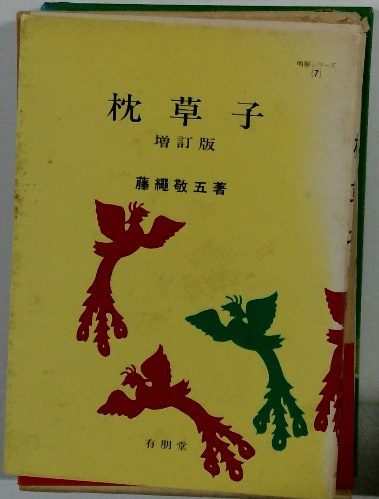 明解シリーズ
(7)
枕草子
増訂版
藤縄敬五著
有朋堂